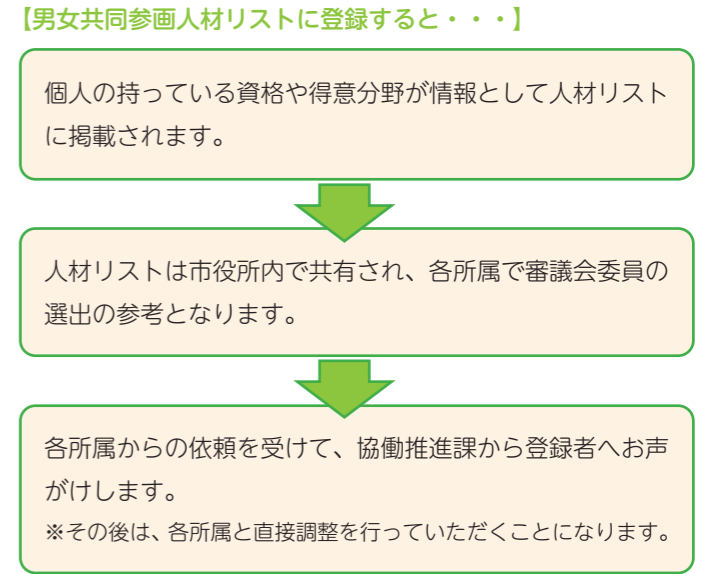 【男女共同参画人材リストに登録すると・・・】
個人の持っている資格や得意分野が情報として人材リスト
に掲載されます。
人材リストは市役所内で共有され、各所属で審議会委員の
選出の参考となります。
各所属からの依頼を受けて、協働推進課から登録者へお声
がけします。
※その後は、各所属と直接調整を行っていただくことになります。